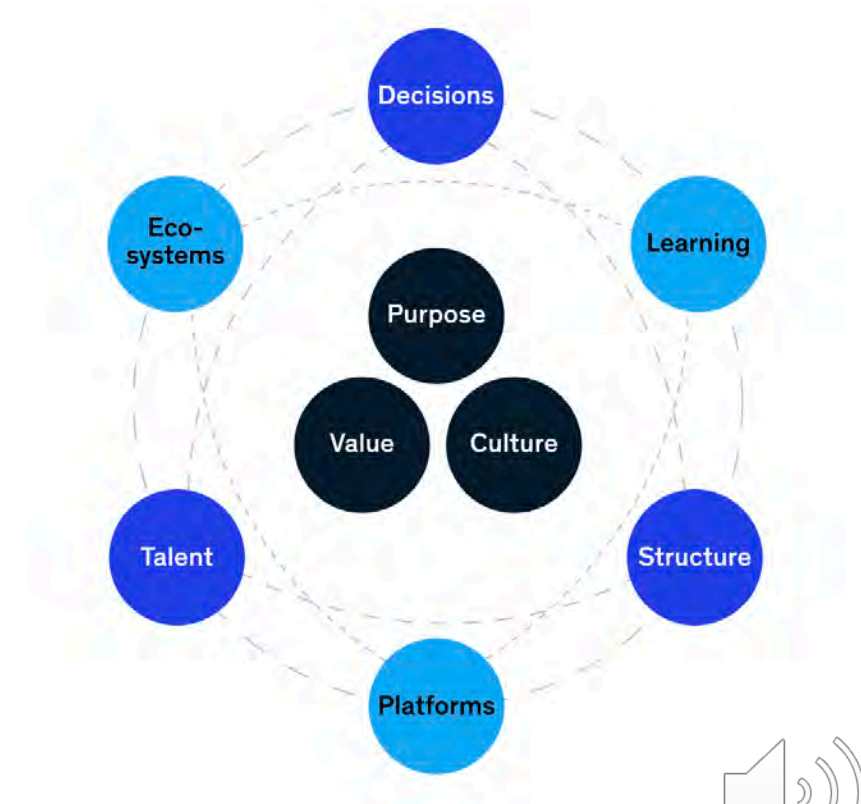 Decisions
Eco-
systems
Learning
Purpose
Value
Culture
Talent
Structure
Platforms